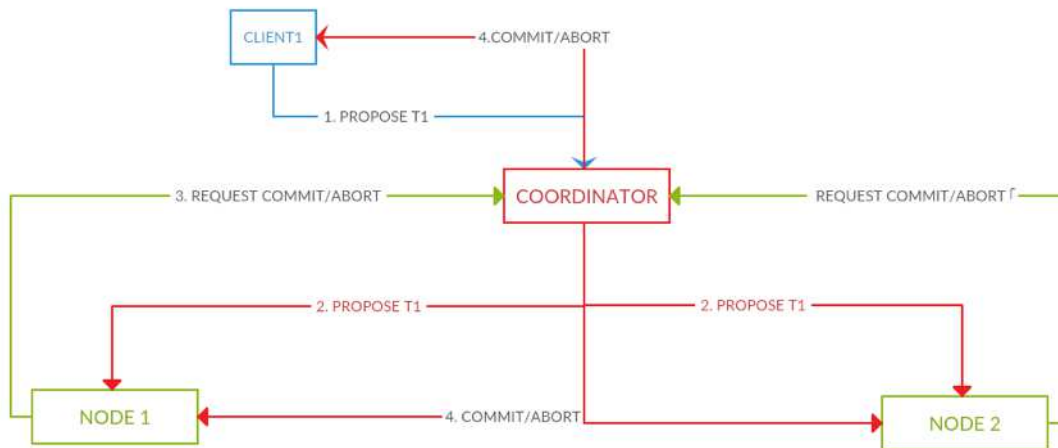 CLIENT1
4.COMMIT/ABORT
1. PROPOSE T1
3. REQUEST COMMIT/ABORT
COORDINATOR
REQUEST COMMIT/ABORT
2. PROPOSE T1
2. PROPOSE T1
NODE 1
4. COMMIT/ABORT
NODE 2